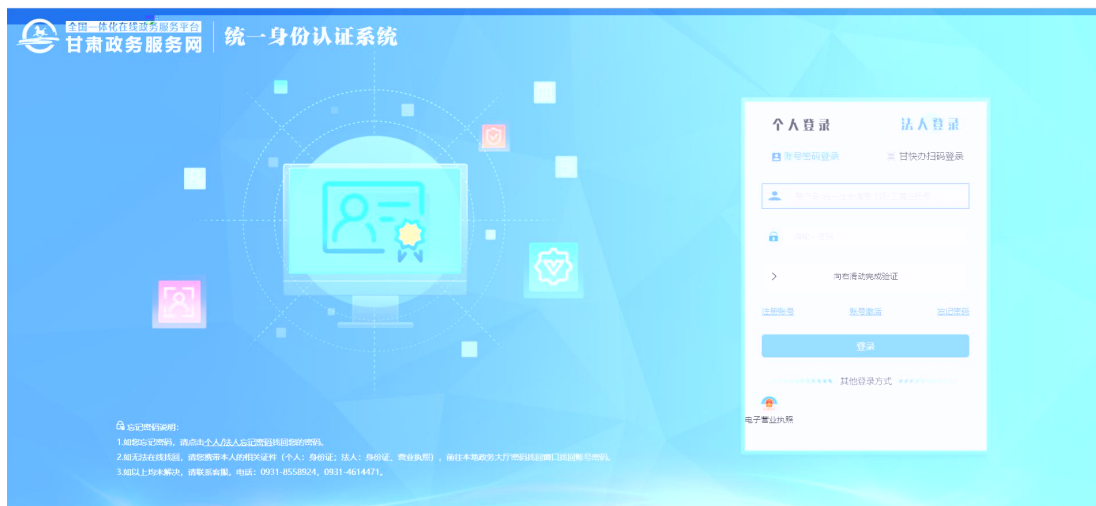 全国一体化在线政务服务平台
甘肃政务服务网
统一身份认证系统
个人登录 法人登录
账号密码登录 甘快办扫码登录
请输入密码
向右滑动完成验证
注册账号 账号激活 忘记密码
登录
其他登录方式
电子营业执照
忘记密码说明:
1.如您忘记密码，请点击个人/法人忘记密码找回您的密码。
2.如无法在线找回，请您携带本人的相关证件（个人：身份证；法人：身份证、营业执照），前往本地政务大厅密码找回窗口找回账号密码。
3.如以上均未解决，请联系客服。电话：0931-8558924，0931-4614471。